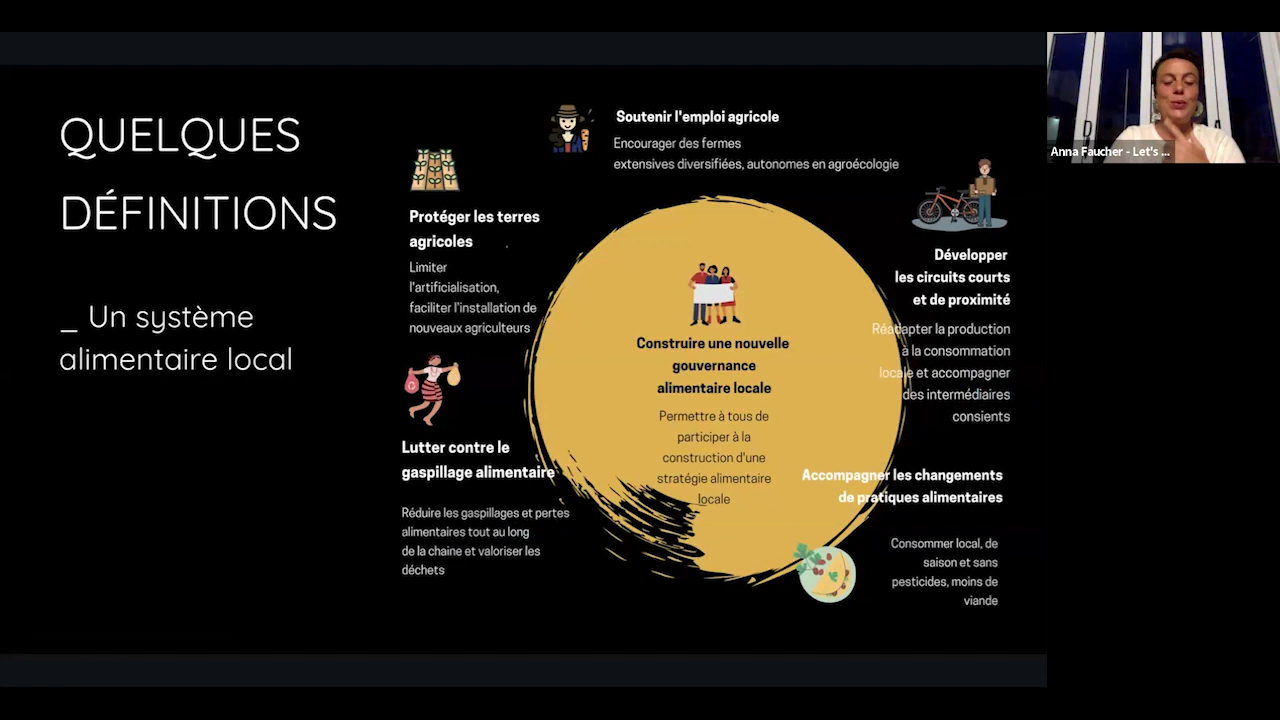 QUELQUES
DÉFINITIONS
_ Un système
alimentaire local
Soutenir l'emploi agricole
Encourager des fermes
extensives diversifiées, autonomes en agroécologie
Protéger les terres
agricoles
Limiter
l'artificialisation,
faciliter l'installation de
nouveaux agriculteurs
Lutter contre le
gaspillage alimentaire
Réduire les gaspillages et pertes
alimentaires tout au long
de la chaine et valoriser les
déchets
Construire une nouvelle
gouvernance
alimentaire locale
Permettre à tous de
participer à la
construction d'une
stratégie alimentaire
locale
Développer
les circuits courts
et de proximité
Réadapter la production
à la consommation
locale et accompagner
des intermédiaires
consients
Accompagner les changements
de pratiques alimentaires
Consommer local, de
saison et sans
pesticides, moins de
viande
Anna Faucher - Let's ...